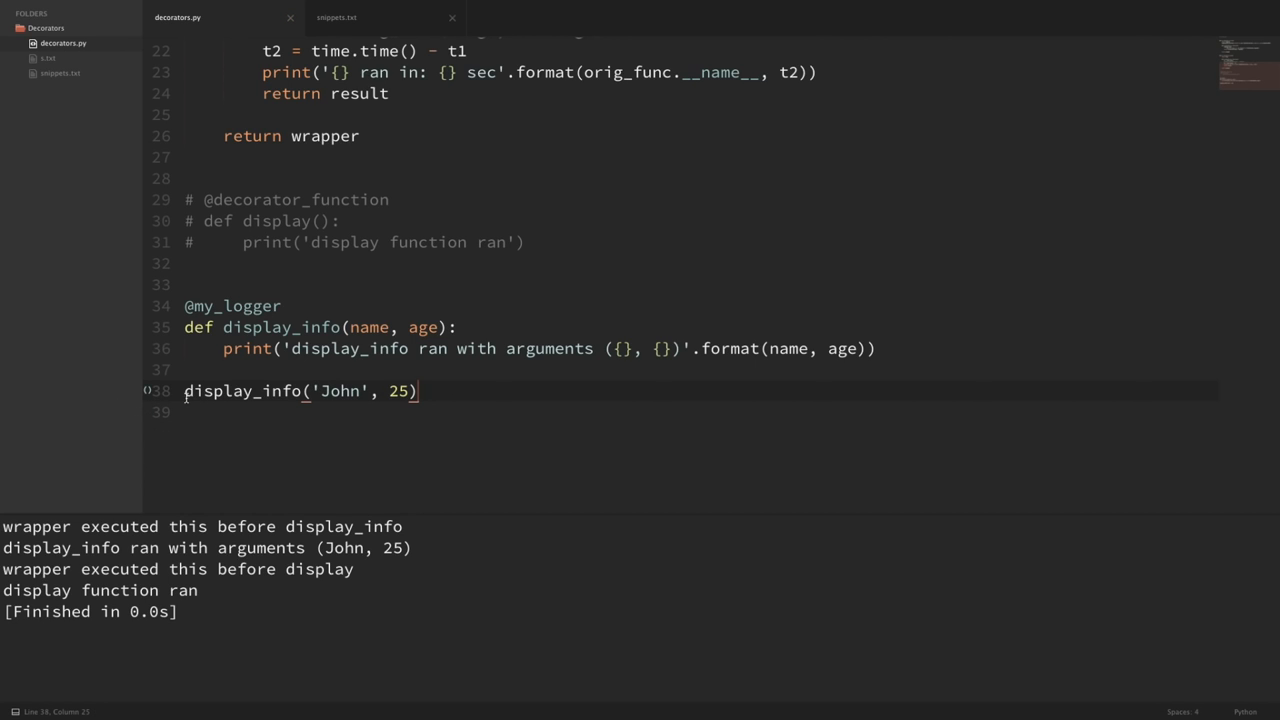 FOLDERS
Decorators
decorators.py
s.txt
snippets.txt
decorators.py
snippets.txt
22 t2 = time.time() - t1
23 print('{} ran in: {} sec'.format(orig_func.__name__, t2))
24 return result
25
26 return wrapper
27
28
29 # @decorator_function
30 # def display():
31 #     print('display function ran')
32
33
34 @my_logger
35 def display_info(name, age):
36 print('display_info ran with arguments ({}, {})'.format(name, age))
37
38 display_info('John', 25)
39
wrapper executed this before display_info
display_info ran with arguments (John, 25)
wrapper executed this before display
display function ran
[Finished in 0.0s]
Line 38, Column 25
Spaces: 4
Python